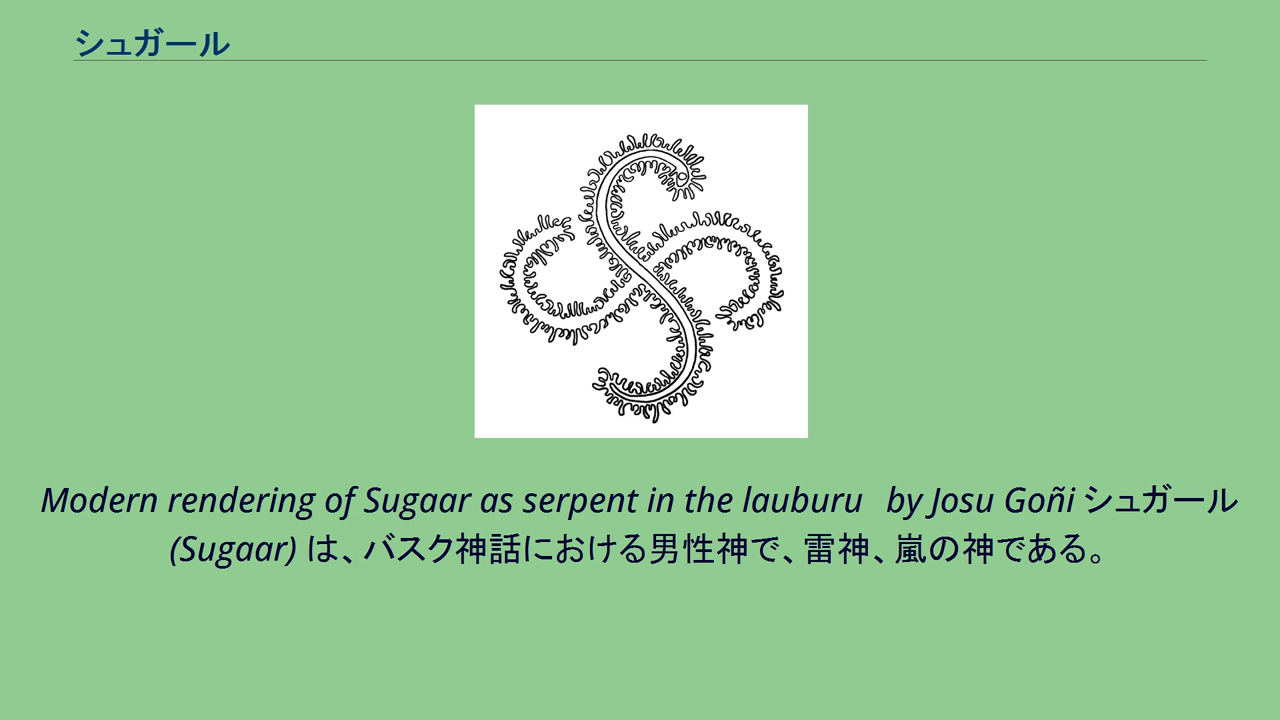 シュガール
Modern rendering of Sugaar as serpent in the lauburu by Josu Goñi シュガール
(Sugaar) は、バスク神話における男性神で、雷神、嵐の神である。